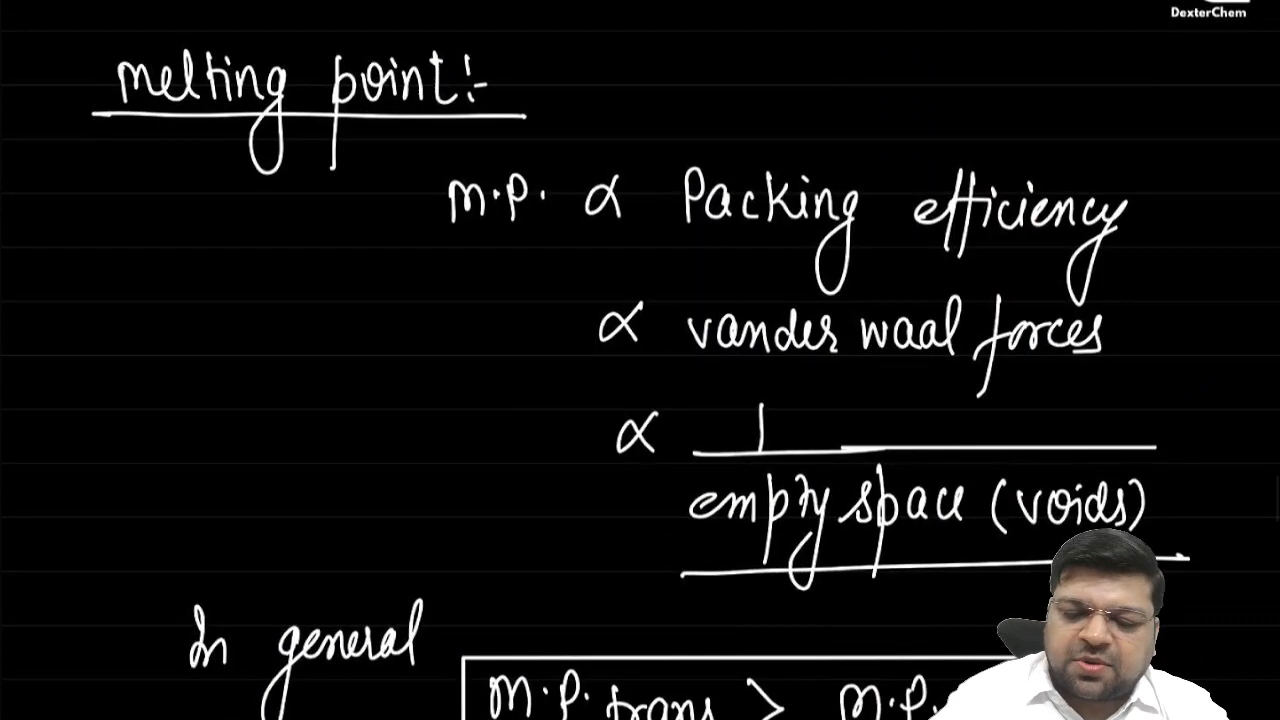 DexterChem
melting point:-
m.p. ∝ Packing efficiency
∝ vander waal forces
∝ 1
empty space (voids)
In general
m.p. trans > m.p.